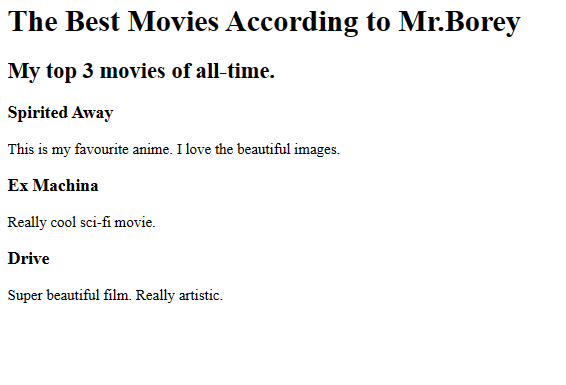 The Best Movies According to Mr.Borey
My top 3 movies of all-time.
Spirited Away
This is my favourite anime. I love the beautiful images.
Ex Machina
Really cool sci-fi movie.
Drive
Super beautiful film. Really artistic.